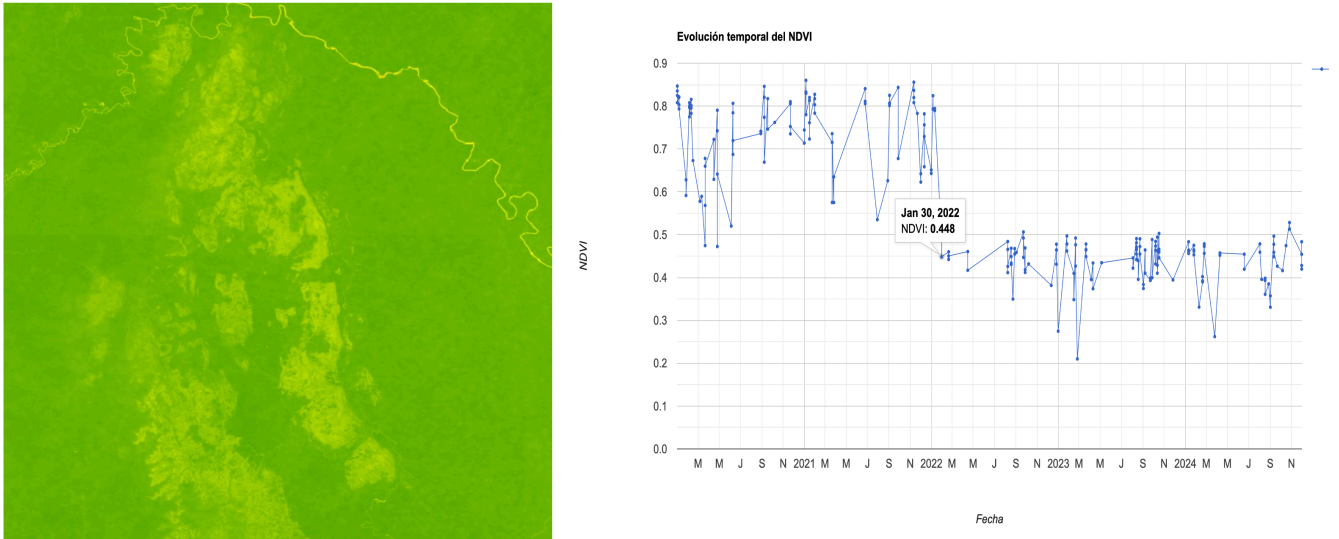 Evolución temporal del NDVI
0.9
0.8
0.7
0.6
0.5
0.4
0.3
0.2
0.1
0.0
NDVI
Jan 30, 2022
NDVI: 0.448
M M J S N 2021 M M J S N 2022 M M J S N 2023 M M J S N 2024 M M J S N
Fecha